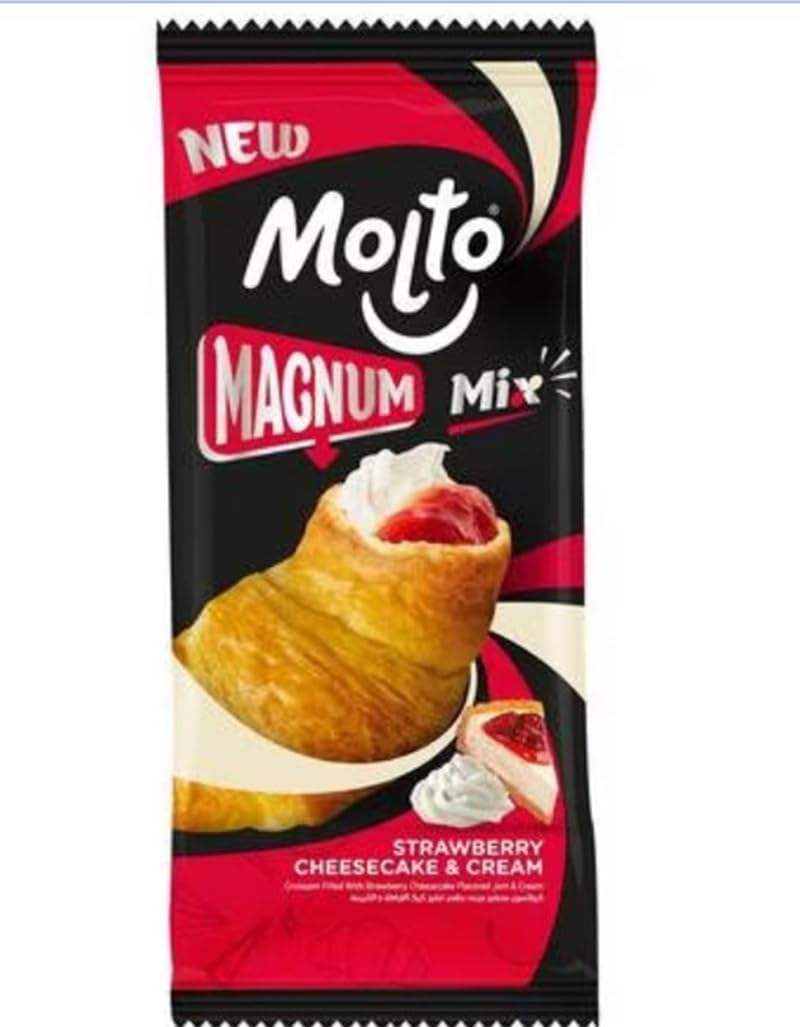 NEW
Molto®
MAGNUM Mix
STRAWBERRY
CHEESECAKE & CREAM
Croissant Filled With Strawberry Cheesecake Flavored Jam & Cream